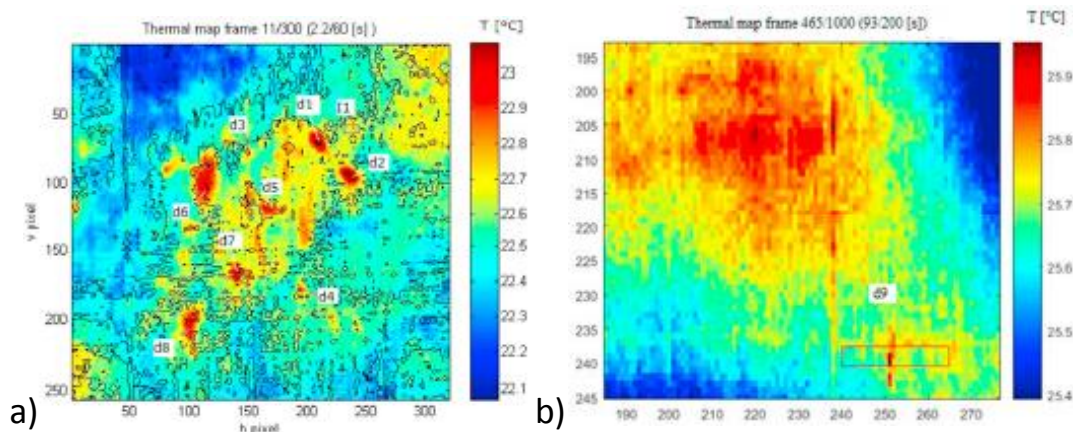 Thermal map frame 11/300 (2.2/60 [s] )
T [°C]
d1
d3
d2
d5
d6
d7
d4
d8
50
100
150
200
250
v pixel
50 100 150 200 250 300
h pixel
23
22.9
22.8
22.7
22.6
22.5
22.4
22.3
22.2
22.1
a)
Thermal map frame 465/1000 (93/200 [s])
T [°C]
195
200
205
210
215
220
225
230
235
240
245
d9
190 200 210 220 230 240 250 260 270
25.9
25.8
25.7
25.6
25.5
25.4
b)